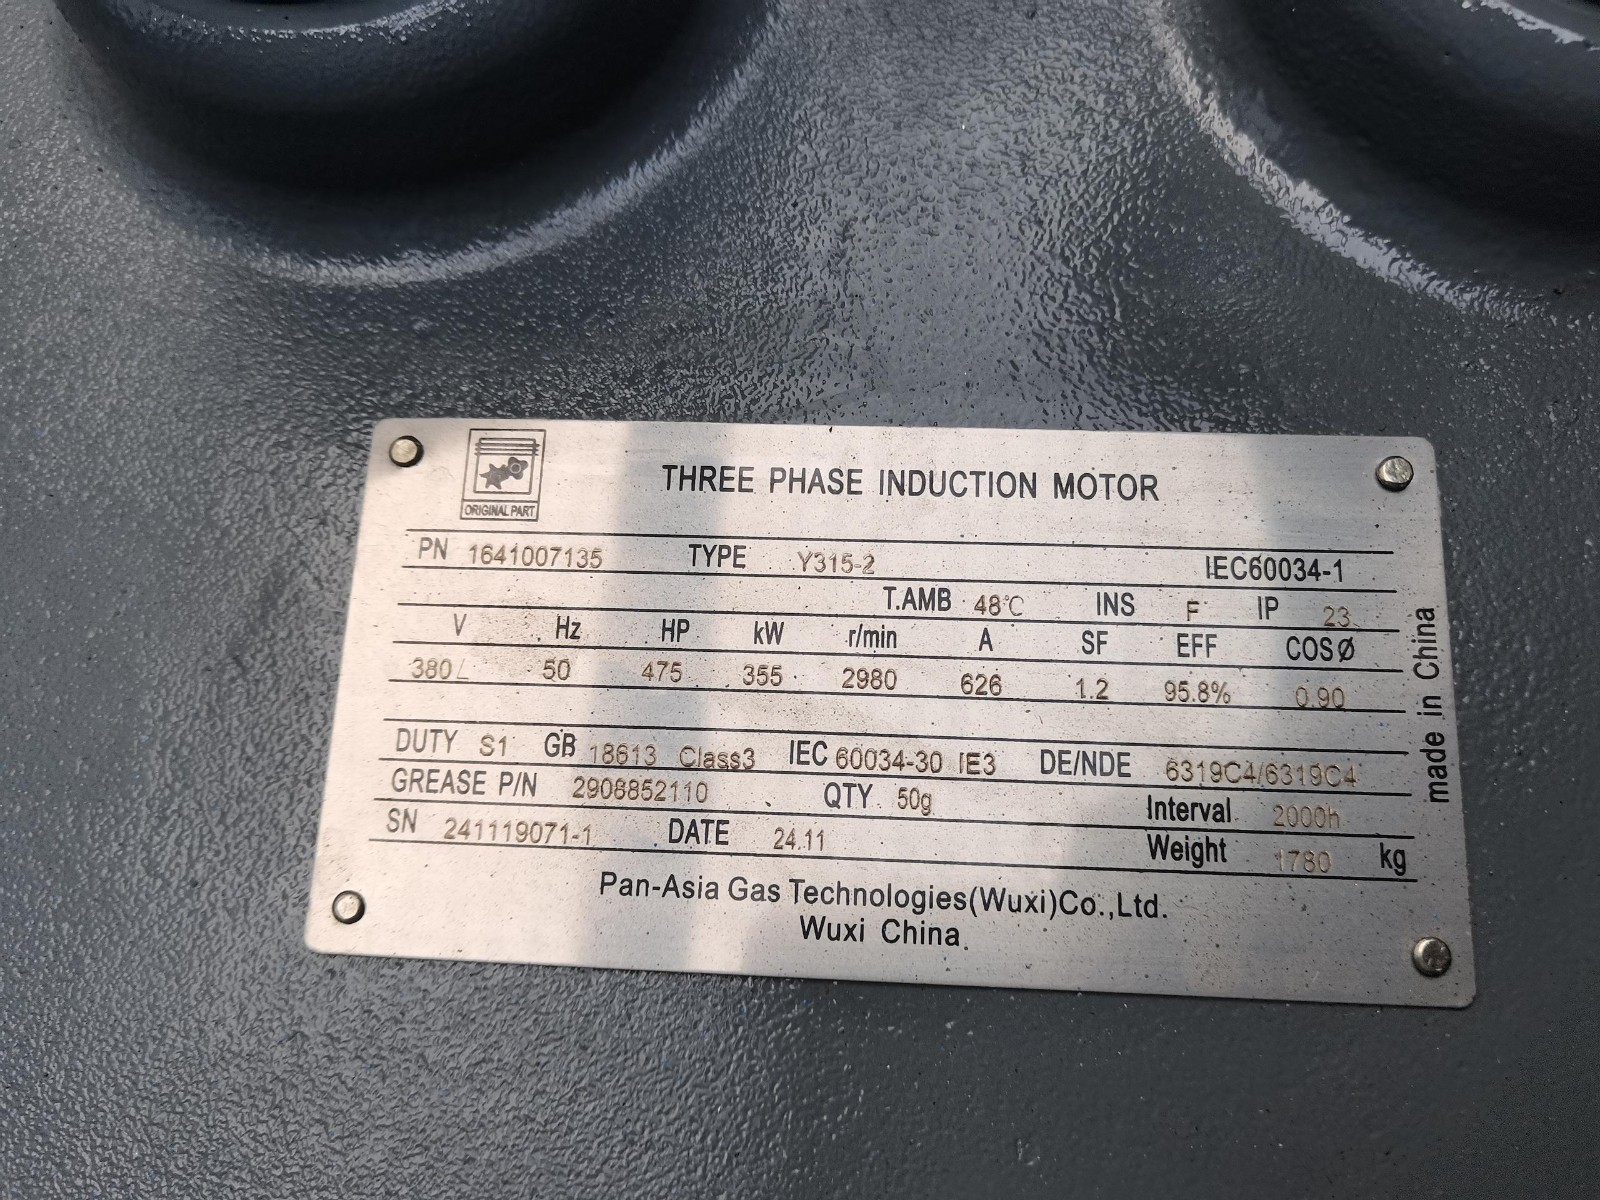 ORIGINAL PART
THREE PHASE INDUCTION MOTOR
PN 1641007135 TYPE Y315-2 IEC60034-1
T.AMB 48°C INS F IP 23
V Hz HP kW r/min A SF EFF COSØ
380 50 475 355 2980 626 1.2 95.8% 0.90
DUTY S1 GB 18613 Class3 IEC 60034-30 IE3 DE/NDE 6319C4/6319C4
GREASE P/N 2908852110 QTY 50g Interval 2000h
SN 241119071-1 DATE 24.11 Weight 1780 kg
Pan-Asia Gas Technologies(Wuxi)Co.,Ltd.
Wuxi China.
made in China